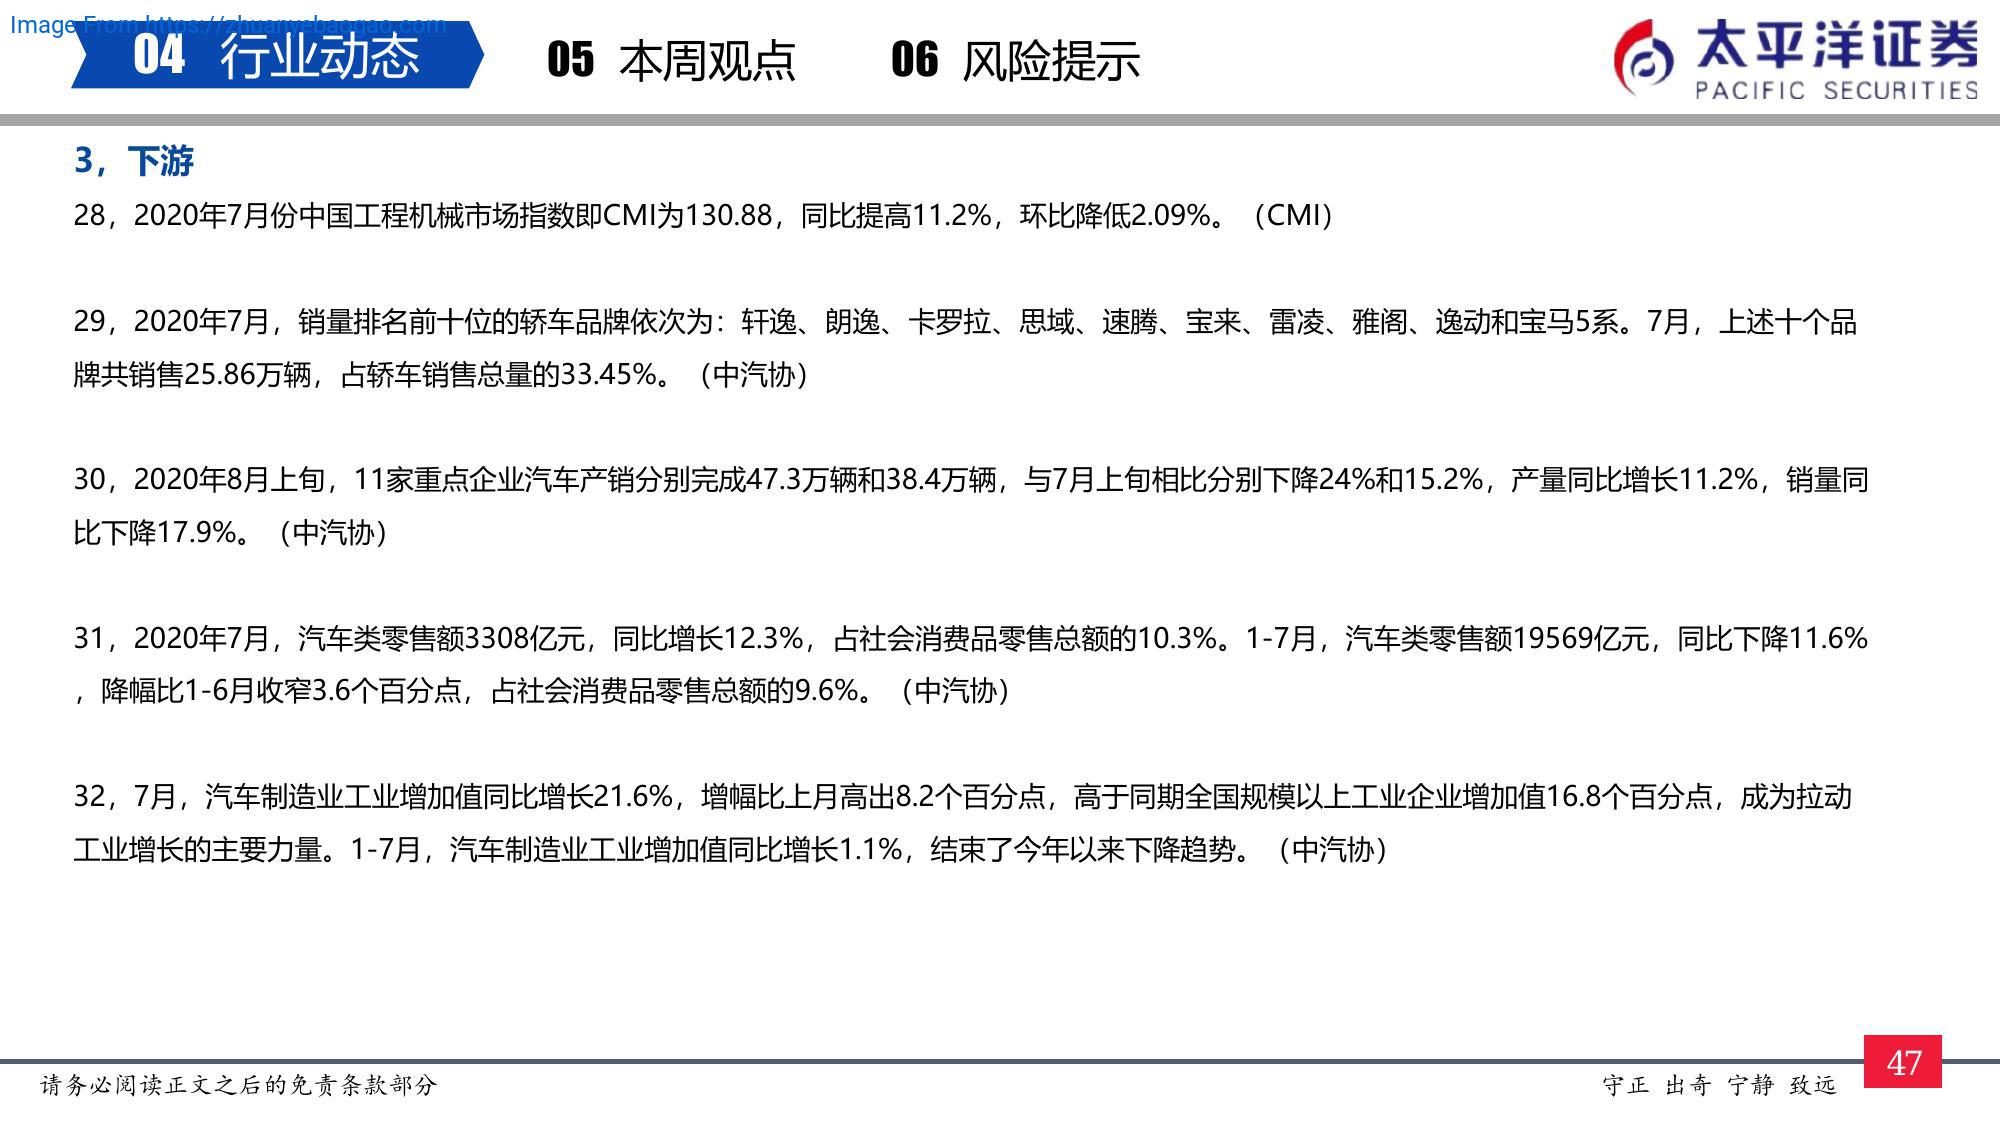 Image From https://zhuanyebaogao.com
04 行业动态 05 本周观点 06 风险提示
太平洋证券
PACIFIC SECURITIES
3，下游
28，2020年7月份中国工程机械市场指数即CMI为130.88，同比提高11.2%，环比降低2.09%。（CMI）
29，2020年7月，销量排名前十位的轿车品牌依次为：轩逸、朗逸、卡罗拉、思域、速腾、宝来、雷凌、雅阁、逸动和宝马5系。7月，上述十个品
牌共销售25.86万辆，占轿车销售总量的33.45%。（中汽协）
30，2020年8月上旬，11家重点企业汽车产销分别完成47.3万辆和38.4万辆，与7月上旬相比分别下降24%和15.2%，产量同比增长11.2%，销量同
比下降17.9%。（中汽协）
31，2020年7月，汽车类零售额3308亿元，同比增长12.3%，占社会消费品零售总额的10.3%。1-7月，汽车类零售额19569亿元，同比下降11.6%
，降幅比1-6月收窄3.6个百分点，占社会消费品零售总额的9.6%。（中汽协）
32，7月，汽车制造业工业增加值同比增长21.6%，增幅比上月高出8.2个百分点，高于同期全国规模以上工业企业增加值16.8个百分点，成为拉动
工业增长的主要力量。1-7月，汽车制造业工业增加值同比增长1.1%，结束了今年以来下降趋势。（中汽协）
请务必阅读正文之后的免责条款部分
守正 出奇 宁静 致远
47